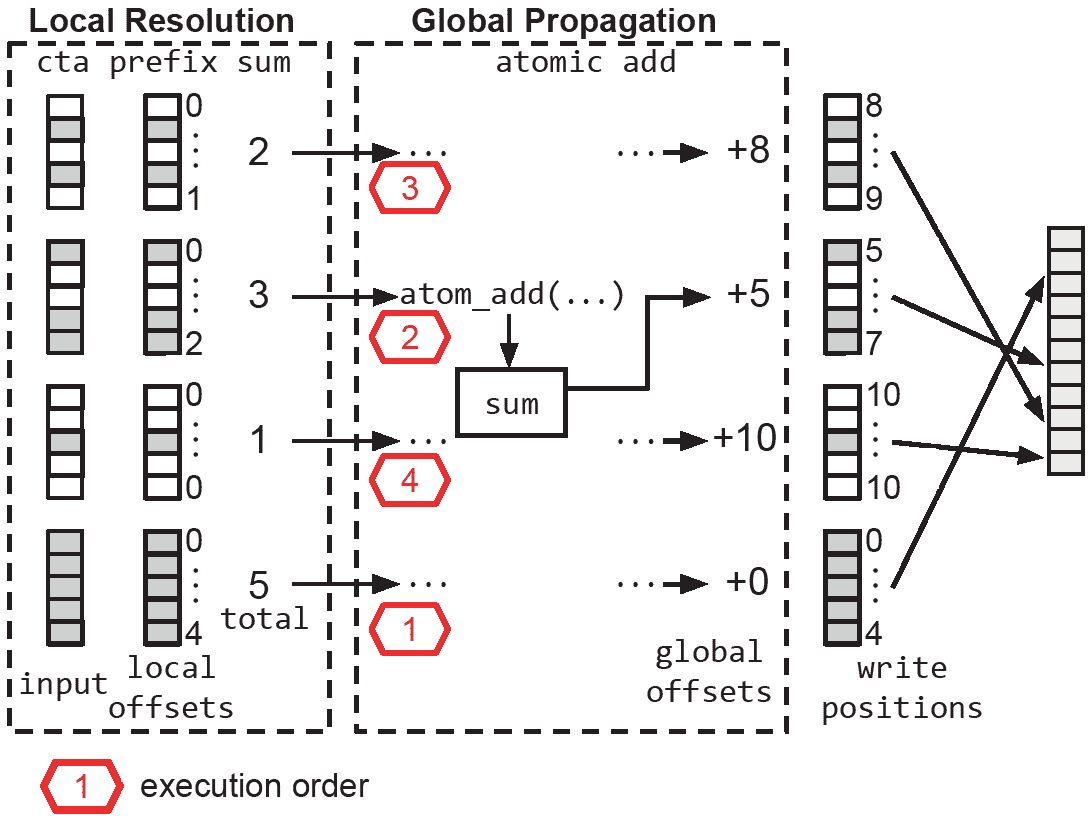 Local Resolution
Global Propagation
cta prefix sum
atomic add
0
⋮
1
2
...
3
...
+8
8
⋮
9
0
⋮
2
3
atom_add(...)
2
sum
+5
5
⋮
7
0
⋮
0
1
...
4
...
+10
10
⋮
10
0
⋮
4
5
total
...
1
...
+0
0
⋮
4
input
local
offsets
global
offsets
write
positions
1
execution order